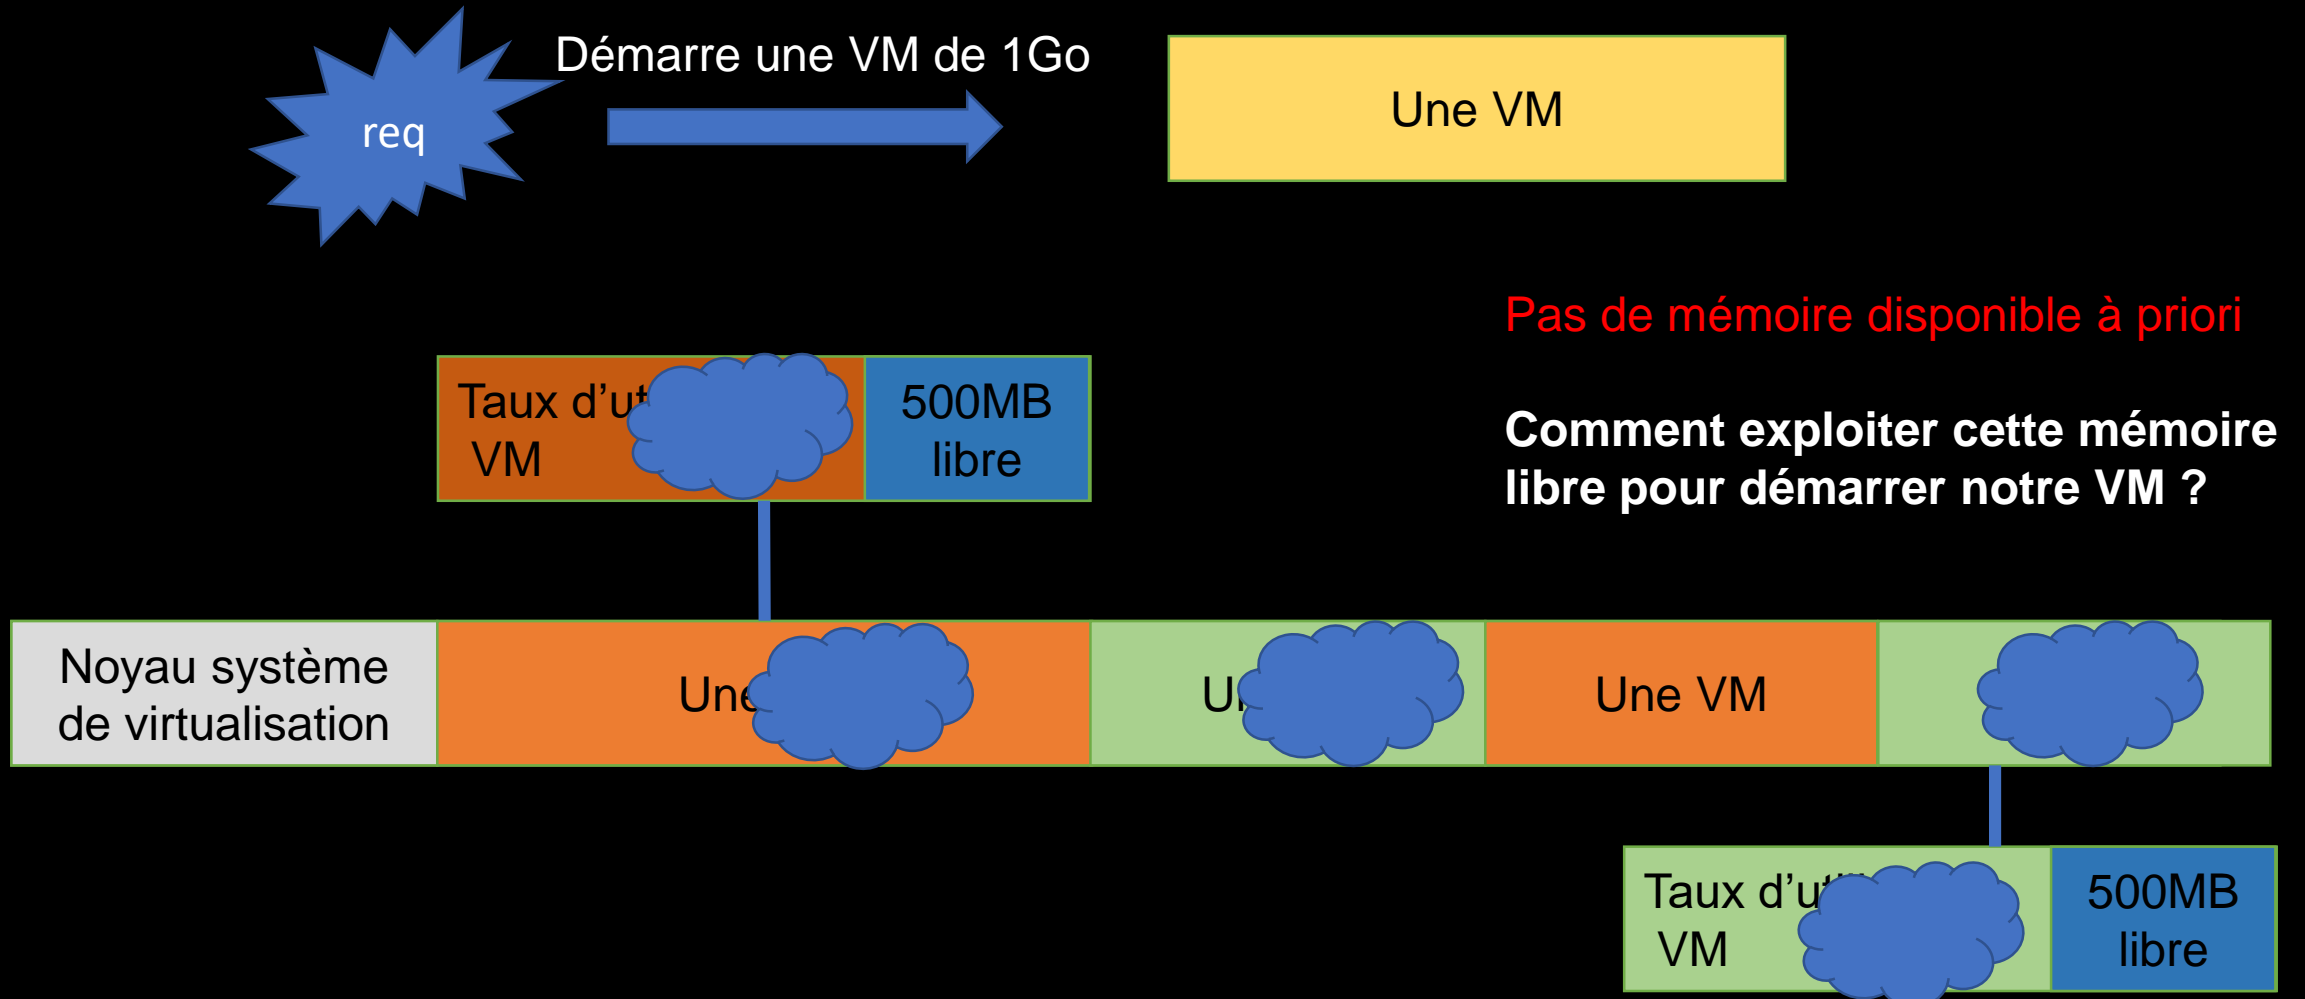 Démarre une VM de 1Go
req
Une VM
Pas de mémoire disponible à priori
Taux
VM
500MB
libre
Comment exploiter cette mémoire
libre pour démarrer notre VM ?
Noyau système
de virtualisation
Une
Une VM
Taux
VM
500MB
libre